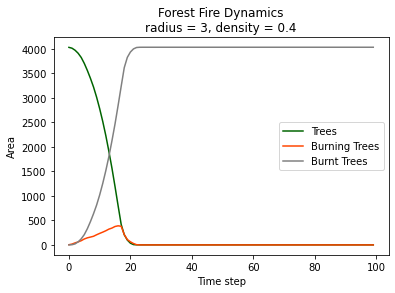 Forest Fire Dynamics
radius = 3, density = 0.4
4000
3500
3000
2500
2000
1500
1000
500
0
Area
Trees
Burning Trees
Burnt Trees
0 20 40 60 80 100
Time step